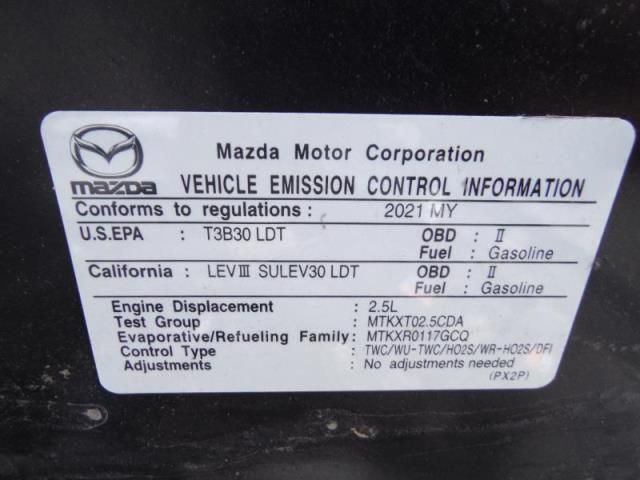 Mazda Motor Corporation
mazda VEHICLE EMISSION CONTROL INFORMATION
Conforms to regulations : 2021 MY
U.S.EPA : T3B30 LDT OBD : II
Fuel : Gasoline
California : LEVIII SULEV30 LDT OBD : II
Fuel : Gasoline
Engine Displacement : 2.5L
Test Group : MTKXT02.5CDA
Evaporative/Refueling Family: MTKXR0117GCQ
Control Type : TWC/WU-TWC/HO2S/WR-HO2S/DFI
Adjustments : No adjustments needed
(PX2P)